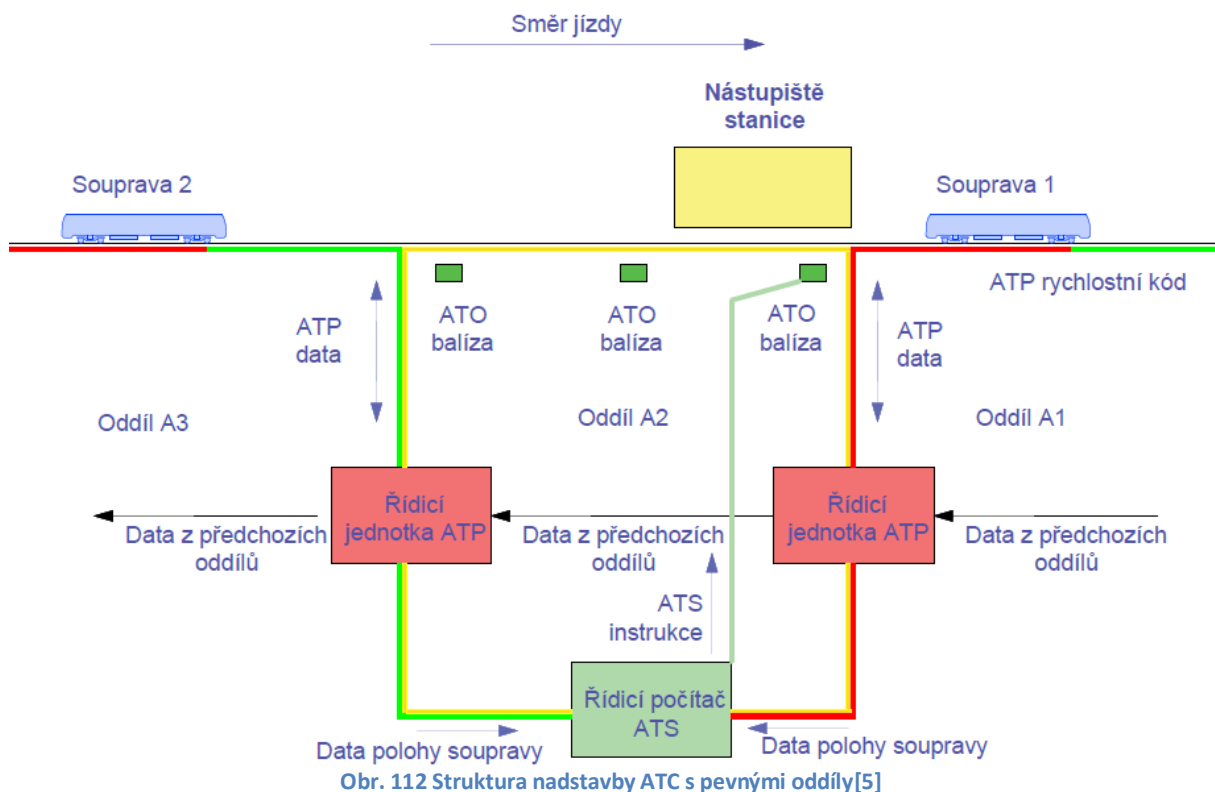 Směr jízdy
Nástupiště
stanice
Souprava 2
Souprava 1
ATP rychlostní kód
ATP
data
ATO
balíza
ATO
balíza
ATO
balíza
ATP
data
Oddíl A3
Oddíl A2
Oddíl A1
Řídicí
jednotka ATP
Řídicí
jednotka ATP
Data z předchozích
oddílů
Data z předchozích
oddílů
Data z předchozích
oddílů
ATS
instrukce
Řídicí počítač
ATS
Data polohy soupravy
Data polohy soupravy
Obr. 112 Struktura nadstavby ATC s pevnými oddíly[5]